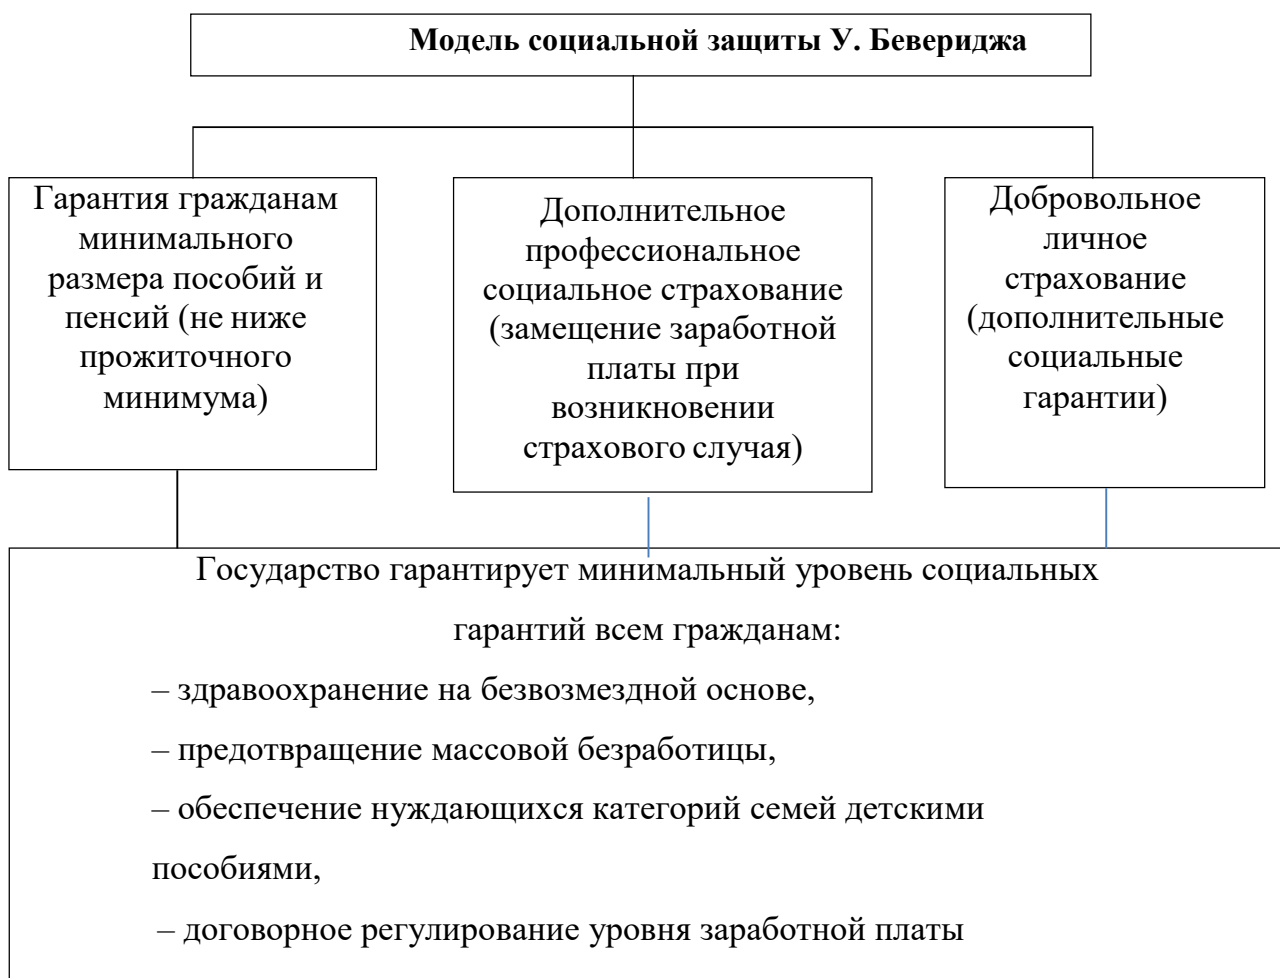 Модель социальной защиты У. Бевериджа
Гарантия гражданам
минимального
размера пособий и
пенсий (не ниже
прожиточного
минимума)
Дополнительное
профессиональное
социальное страхование
(замещение заработной
платы при
возникновении
страхового случая)
Добровольное
личное
страхование
(дополнительные
социальные
гарантии)
Государство гарантирует минимальный уровень социальных
гарантий всем гражданам:
– здравоохранение на безвозмездной основе,
– предотвращение массовой безработицы,
– обеспечение нуждающихся категорий семей детскими
пособиями,
– договорное регулирование уровня заработной платы